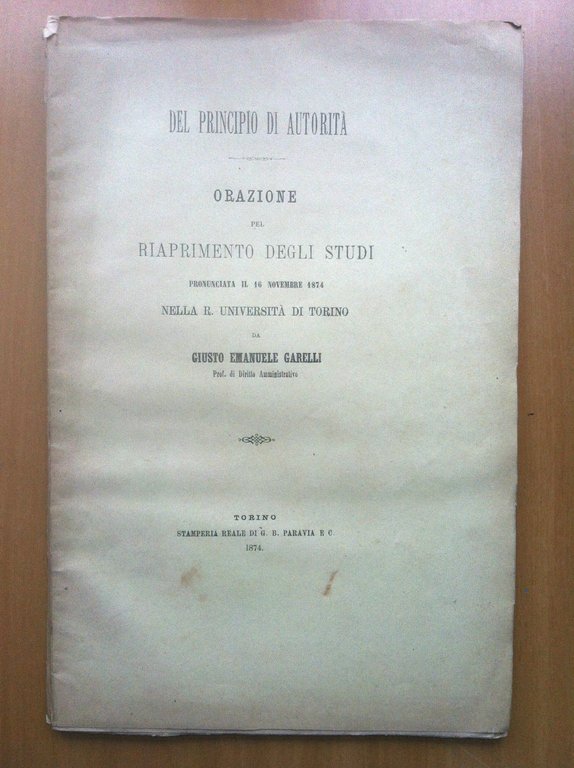 DEL PRINCIPIO DI AUTORITÀ
ORAZIONE
PEL
RIAPRIMENTO DEGLI STUDI
PRONUNCIATA IL 16 NOVEMBRE 1874
NELLA R. UNIVERSITÀ DI TORINO
DA
GIUSTO EMANUELE GARELLI
Prof. di Diritto Amministrativo
TORINO
STAMPERIA REALE DI G. B. PARAVIA E C.
1874.